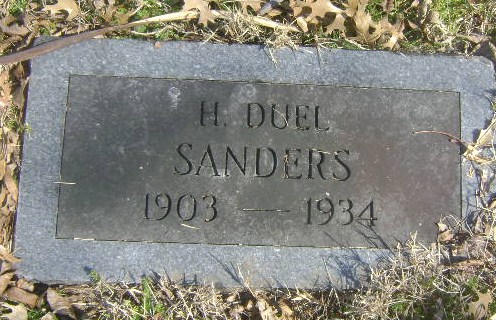 H. DUEL
SANDERS
1903 — 1934